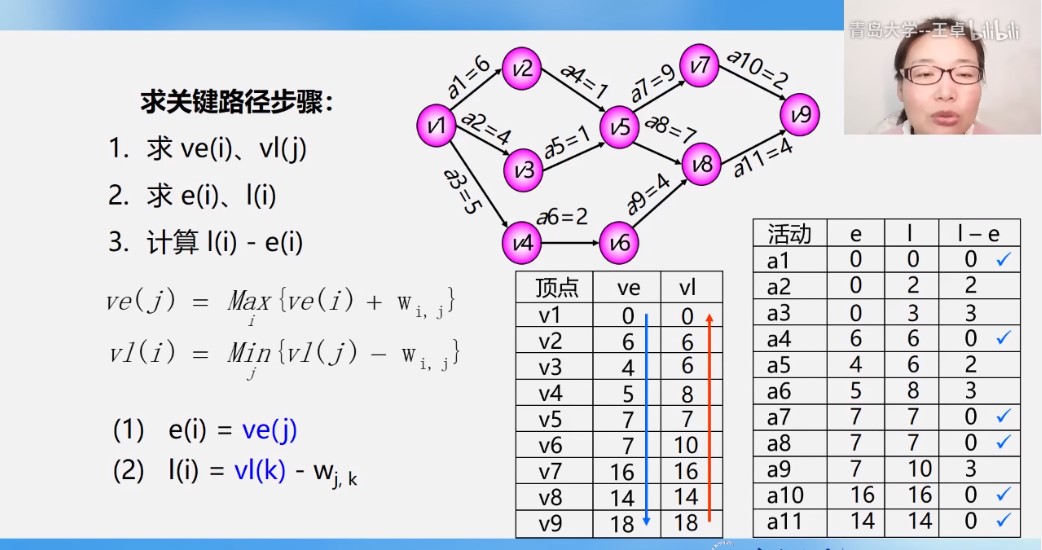 青岛大学--王卓 bilibili
求关键路径步骤：
1. 求 ve(i)、vl(j)
2. 求 e(i)、l(i)
3. 计算 l(i) - e(i)
ve(j) = Max{ve(i) + w i, j}
i
vl(i) = Min{vl(j) - w i, j}
j
(1) e(i) = ve(j)
(2) l(i) = vl(k) - w j, k
v1
v2
v3
v4
v5
v6
v7
v8
v9
a1=6
a2=4
a3=5
a4=1
a5=1
a6=2
a7=9
a8=7
a9=4
a10=2
a11=4
顶点 ve vl
v1 0 0
v2 6 6
v3 4 6
v4 5 8
v5 7 7
v6 7 10
v7 16 16
v8 14 14
v9 18 18
活动 e l l – e
a1 0 0 0 ✓
a2 0 2 2
a3 0 3 3
a4 6 6 0 ✓
a5 4 6 2
a6 5 8 3
a7 7 7 0 ✓
a8 7 7 0 ✓
a9 7 10 3
a10 16 16 0 ✓
a11 14 14 0 ✓